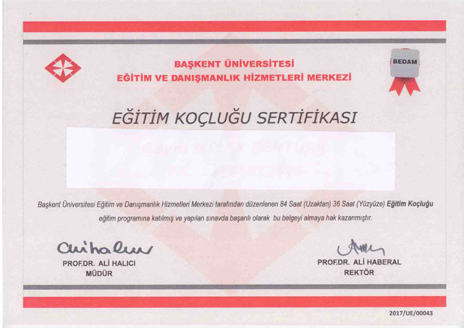 BAŞKENT ÜNİVERSİTESİ
EĞİTİM VE DANIŞMANLIK HİZMETLERİ MERKEZİ
BEDAM
EĞİTİM KOÇLUĞU SERTİFİKASI
Başkent Üniversitesi Eğitim ve Danışmanlık Hizmetleri Merkezi tarafından düzenlenen 84 Saat (Uzaktan) 36 Saat (Yüzyüze) Eğitim Koçluğu
eğitim programına katılmış ve yapılan sınavda başarılı olarak bu belgeyi almaya hak kazanmıştır.
PROF.DR. ALİ HALICI
MÜDÜR
PROF.DR. ALİ HABERAL
REKTÖR
2017/UE/00043